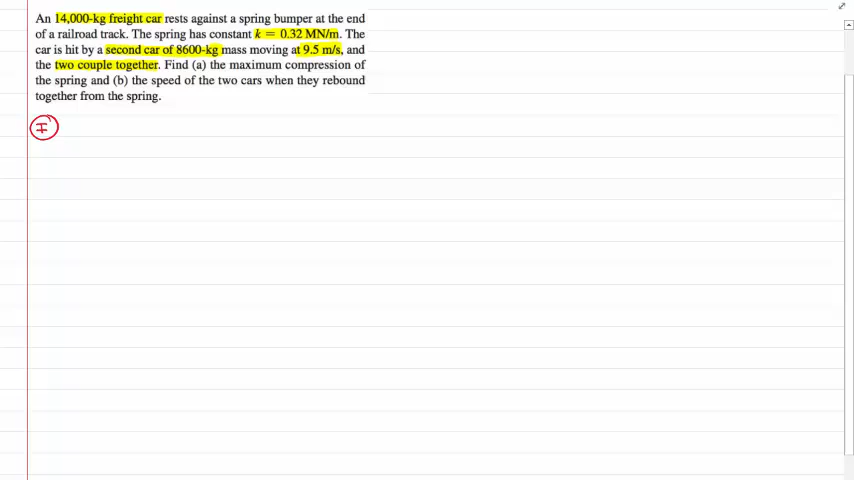 An 14,000-kg freight car rests against a spring bumper at the end
of a railroad track. The spring has constant k = 0.32 MN/m. The
car is hit by a second car of 8600-kg mass moving at 9.5 m/s, and
the two couple together. Find (a) the maximum compression of
the spring and (b) the speed of the two cars when they rebound
together from the spring.
I